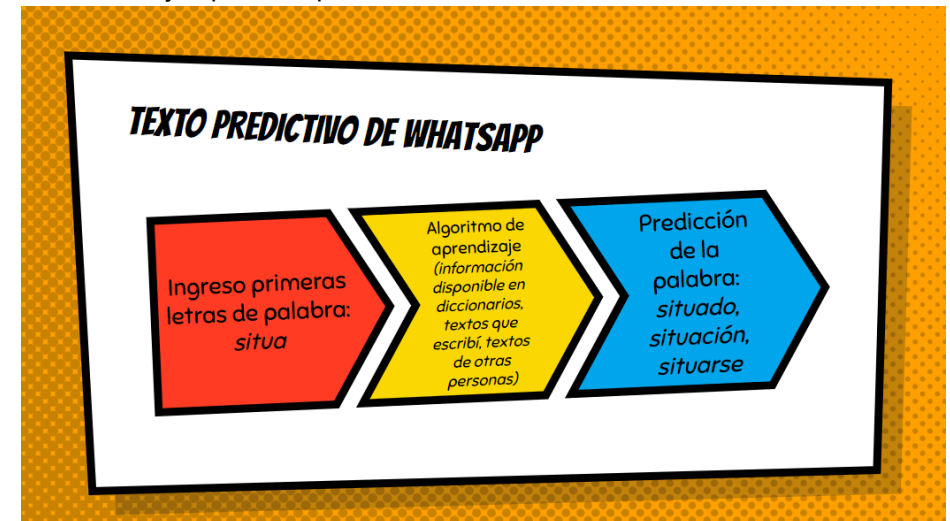 TEXTO PREDICTIVO DE WHATSAPP
Ingreso primeras
letras de palabra:
situa
Algoritmo de
aprendizaje
(información
disponible en
diccionarios,
textos que
escribí, textos
de otras
personas)
Predicción
de la
palabra:
situado,
situación,
situarse